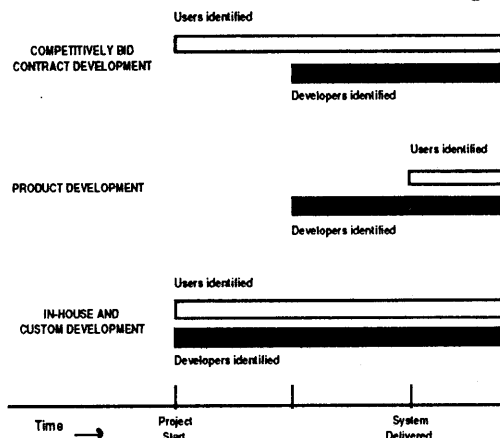 Users identified
COMPETITIVELY BID
CONTRACT DEVELOPMENT
Developers identified
Users identified
PRODUCT DEVELOPMENT
Developers identified
Users identified
IN-HOUSE AND
CUSTOM DEVELOPMENT
Developers identified
Time
Project
Start
System
Delivered